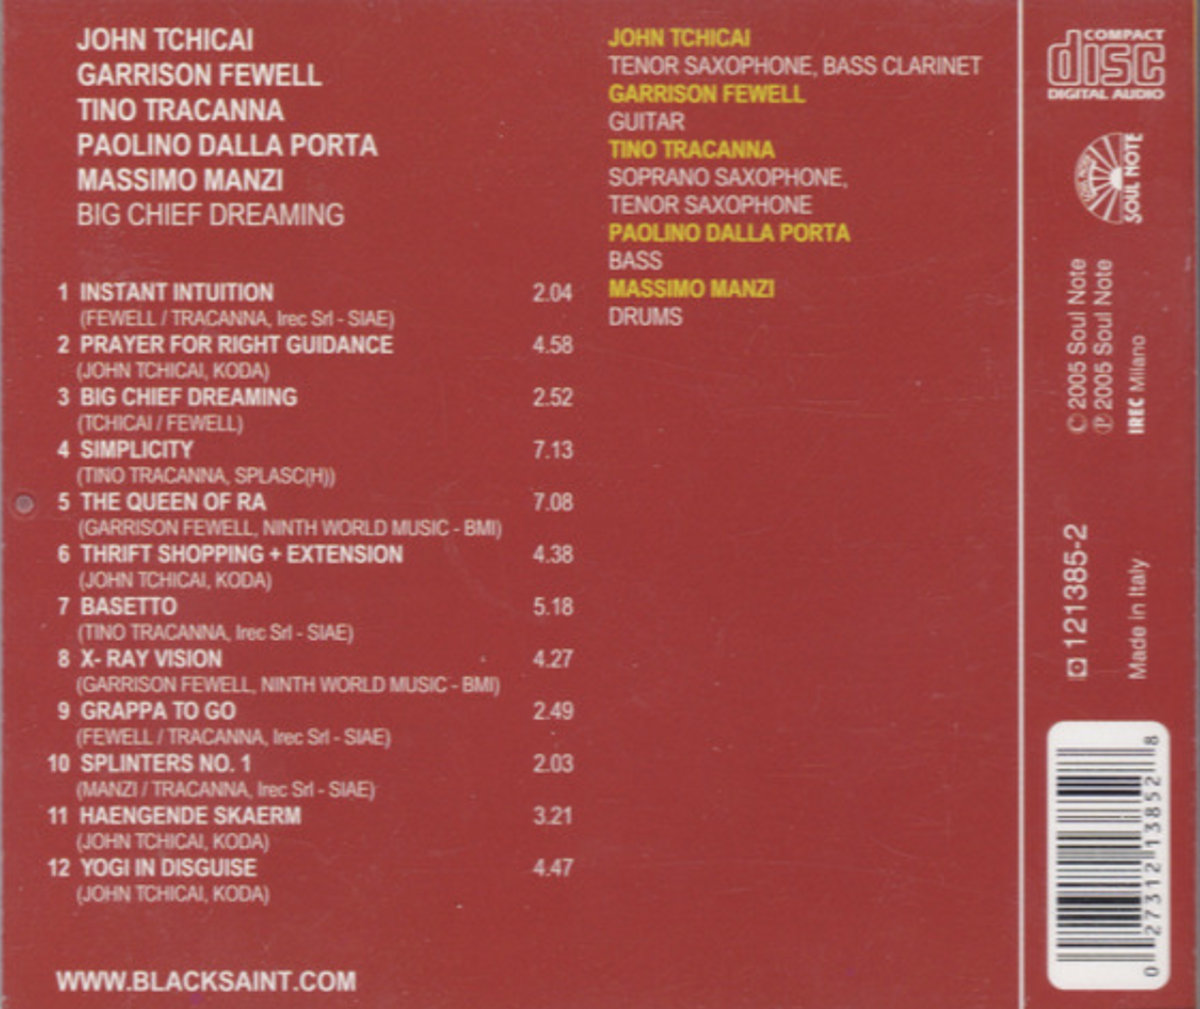 JOHN TCHICAI
GARRISON FEWELL
TINO TRACANNA
PAOLINO DALLA PORTA
MASSIMO MANZI
BIG CHIEF DREAMING
1 INSTANT INTUITION 2.04
(FEWELL / TRACANNA, Irec Srl - SIAE)
2 PRAYER FOR RIGHT GUIDANCE 4.58
(JOHN TCHICAI, KODA)
3 BIG CHIEF DREAMING 2.52
(TCHICAI / FEWELL)
4 SIMPLICITY 7.13
(TINO TRACANNA, SPLASC(H))
5 THE QUEEN OF RA 7.08
(GARRISON FEWELL, NINTH WORLD MUSIC - BMI)
6 THRIFT SHOPPING + EXTENSION 4.38
(JOHN TCHICAI, KODA)
7 BASETTO 5.18
(TINO TRACANNA, Irec Srl - SIAE)
8 X- RAY VISION 4.27
(GARRISON FEWELL, NINTH WORLD MUSIC - BMI)
9 GRAPPA TO GO 2.49
(FEWELL / TRACANNA, Irec Srl - SIAE)
10 SPLINTERS NO. 1 2.03
(MANZI / TRACANNA, Irec Srl - SIAE)
11 HAENGENDE SKAERM 3.21
(JOHN TCHICAI, KODA)
12 YOGI IN DISGUISE 4.47
(JOHN TCHICAI, KODA)
WWW.BLACKSAINT.COM
JOHN TCHICAI
TENOR SAXOPHONE, BASS CLARINET
GARRISON FEWELL
GUITAR
TINO TRACANNA
SOPRANO SAXOPHONE,
TENOR SAXOPHONE
PAOLINO DALLA PORTA
BASS
MASSIMO MANZI
DRUMS
COMPACT
disc
DIGITAL AUDIO
SOUL NOTE
© 2005 Soul Note
℗ 2005 Soul Note
IREC Milano
121385-2
Made in Italy
0 27312 13852 8